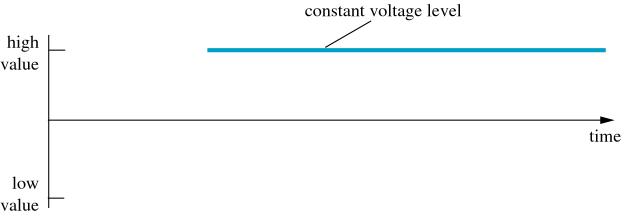 constant voltage level
high
value
time
low
value